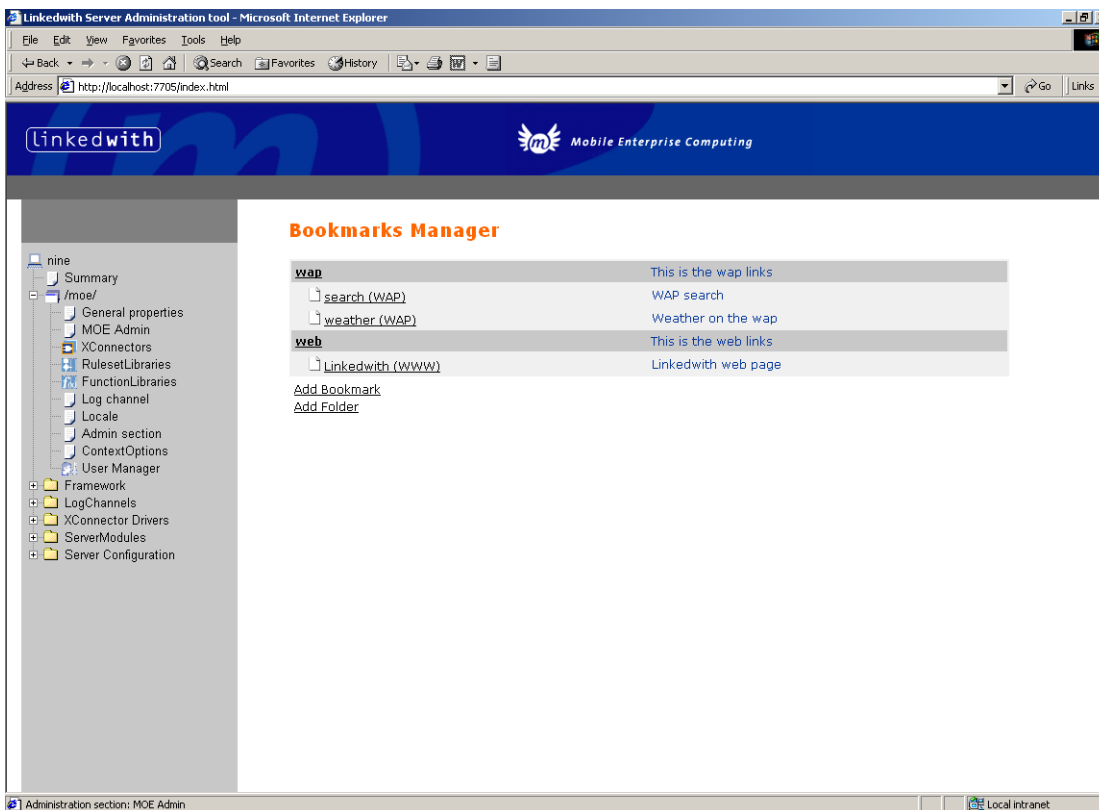 Linkedwith Server Administration tool - Microsoft Internet Explorer
File Edit View Favorites Tools Help
Back Search Favorites History
Address http://localhost:7705/index.html Go Links
linkedwith m Mobile Enterprise Computing
Bookmarks Manager
nine
Summary
/moe/
General properties
MOE Admin
XConnectors
RulesetLibraries
FunctionLibraries
Log channel
Locale
Admin section
ContextOptions
User Manager
Framework
LogChannels
XConnector Drivers
ServerModules
Server Configuration
wap This is the wap links
search (WAP) WAP search
weather (WAP) Weather on the wap
web This is the web links
Linkedwith (WWW) Linkedwith web page
Add Bookmark
Add Folder
Administration section: MOE Admin Local intranet